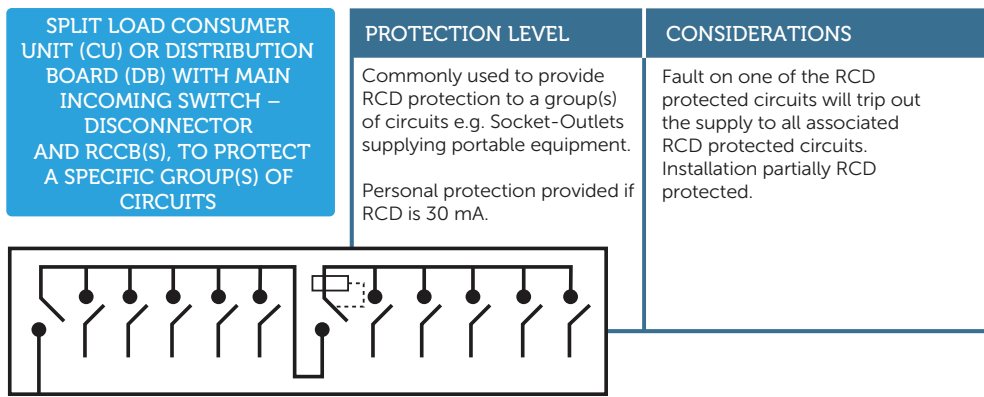 SPLIT LOAD CONSUMER
UNIT (CU) OR DISTRIBUTION
BOARD (DB) WITH MAIN
INCOMING SWITCH –
DISCONNECTOR
AND RCCB(S), TO PROTECT
A SPECIFIC GROUP(S) OF
CIRCUITS
PROTECTION LEVEL
Commonly used to provide
RCD protection to a group(s)
of circuits e.g. Socket-Outlets
supplying portable equipment.
Personal protection provided if
RCD is 30 mA.
CONSIDERATIONS
Fault on one of the RCD
protected circuits will trip out
the supply to all associated
RCD protected circuits.
Installation partially RCD
protected.